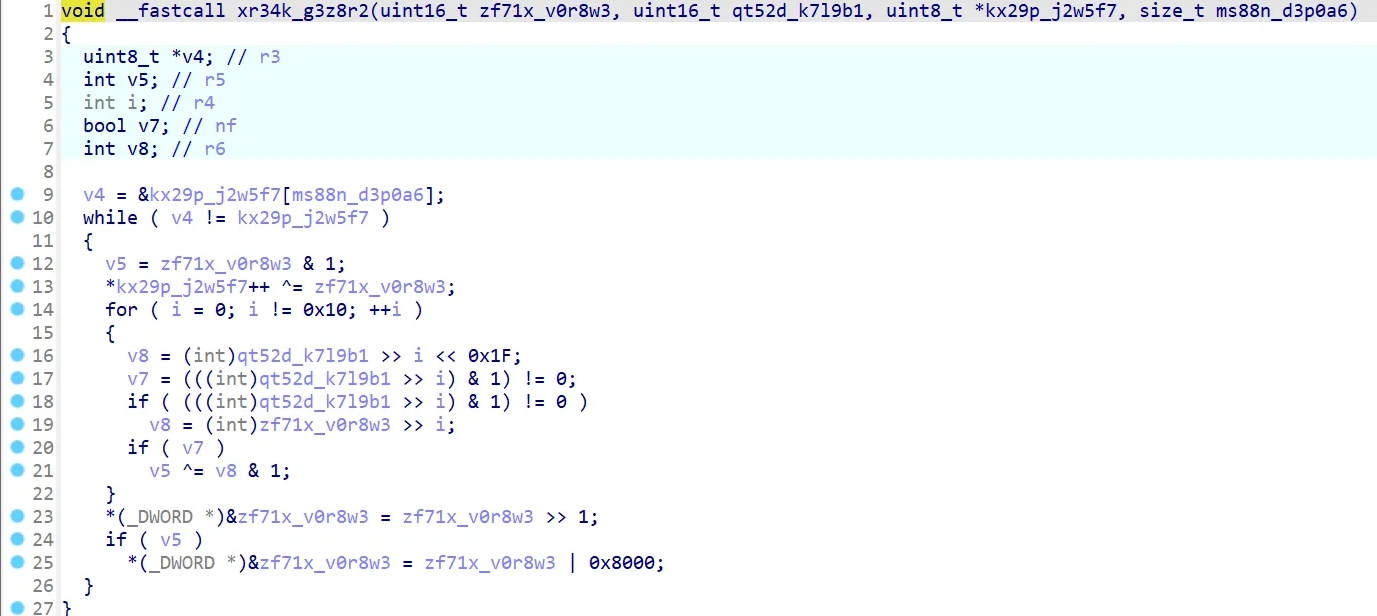 1 void __fastcall xr34k_g3z8r2(uint16_t zf71x_v0r8w3, uint16_t qt52d_k7l9b1, uint8_t *kx29p_j2w5f7, size_t ms88n_d3p0a6)
2 {
3   uint8_t *v4; // r3
4   int v5; // r5
5   int i; // r4
6   bool v7; // nf
7   int v8; // r6
8
9   v4 = &kx29p_j2w5f7[ms88n_d3p0a6];
10   while ( v4 != kx29p_j2w5f7 )
11   {
12     v5 = zf71x_v0r8w3 & 1;
13     *kx29p_j2w5f7++ ^= zf71x_v0r8w3;
14     for ( i = 0; i != 0x10; ++i )
15     {
16       v8 = (int)qt52d_k7l9b1 >> i << 0x1F;
17       v7 = (((int)qt52d_k7l9b1 >> i) & 1) != 0;
18       if ( (((int)qt52d_k7l9b1 >> i) & 1) != 0 )
19         v8 = (int)zf71x_v0r8w3 >> i;
20       if ( v7 )
21         v5 ^= v8 & 1;
22     }
23     *(_DWORD *)&zf71x_v0r8w3 = zf71x_v0r8w3 >> 1;
24     if ( v5 )
25       *(_DWORD *)&zf71x_v0r8w3 = zf71x_v0r8w3 | 0x8000;
26   }
27 }